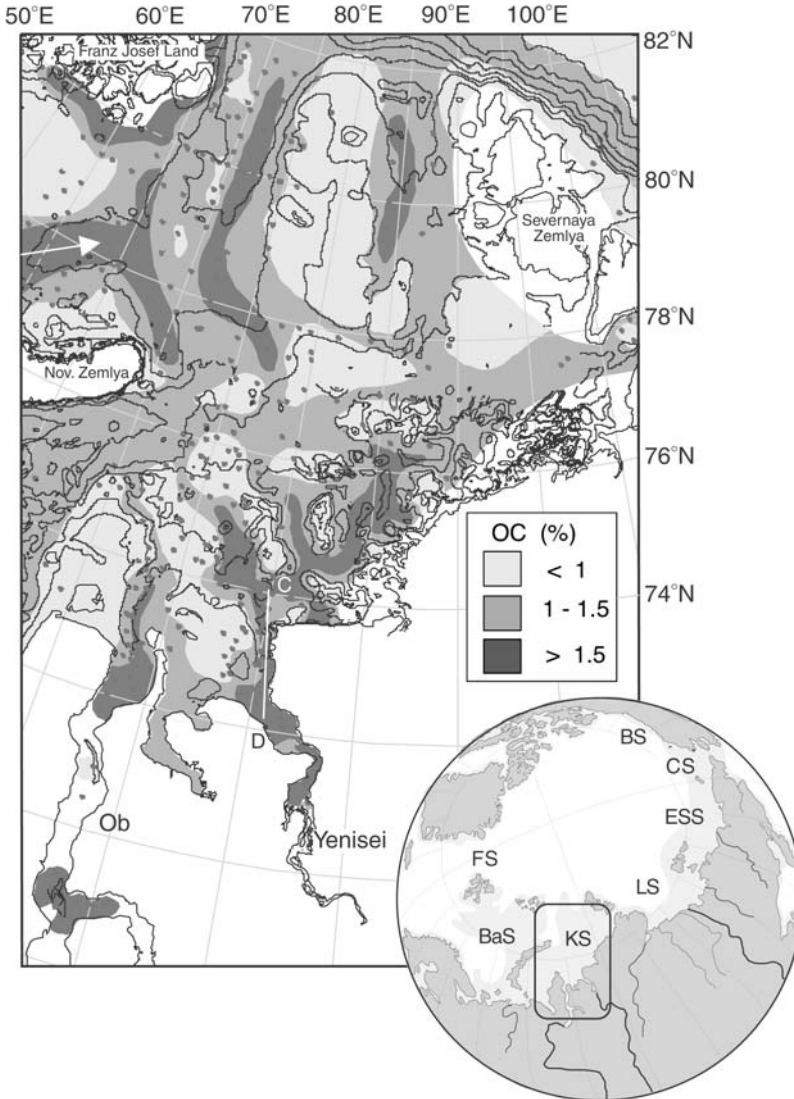 50°E 60°E 70°E 80°E 90°E 100°E
82°N
Franz Josef Land
80°N
Severnaya
Zemlya
78°N
Nov. Zemlya
76°N
OC (%)
< 1
1 - 1.5
> 1.5
C
74°N
D
Ob
Yenisei
BS
CS
ESS
FS
LS
BaS
KS